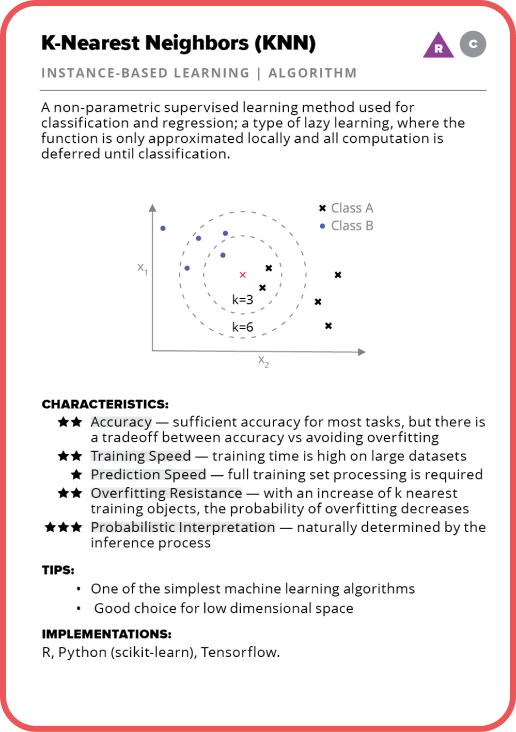 K-Nearest Neighbors (KNN)
R
C
INSTANCE-BASED LEARNING | ALGORITHM
A non-parametric supervised learning method used for
classification and regression; a type of lazy learning, where the
function is only approximated locally and all computation is
deferred until classification.
Class A
Class B
x₁
k=3
k=6
x₂
CHARACTERISTICS:
★★ Accuracy — sufficient accuracy for most tasks, but there is
a tradeoff between accuracy vs avoiding overfitting
★★ Training Speed — training time is high on large datasets
★ Prediction Speed — full training set processing is required
★★ Overfitting Resistance — with an increase of k nearest
training objects, the probability of overfitting decreases
★★★ Probabilistic Interpretation — naturally determined by the
inference process
TIPS:
• One of the simplest machine learning algorithms
• Good choice for low dimensional space
IMPLEMENTATIONS:
R, Python (scikit-learn), Tensorflow.